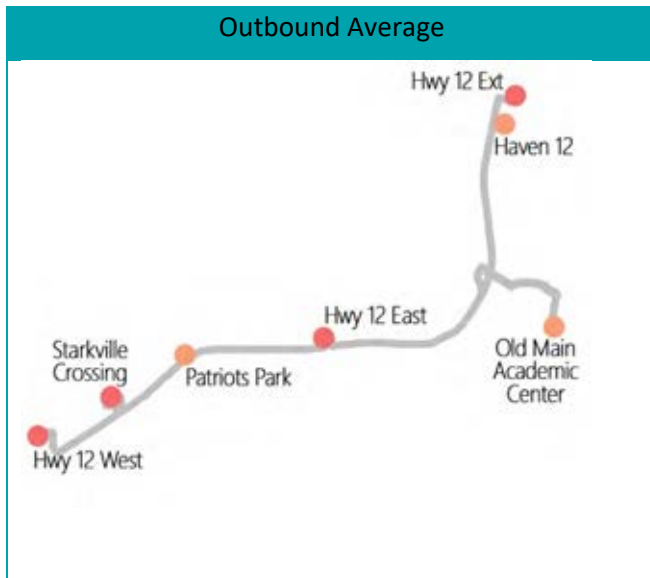 Outbound Average
Hwy 12 Ext
Haven 12
Hwy 12 East
Starkville
Crossing
Patriots Park
Old Main
Academic
Center
Hwy 12 West